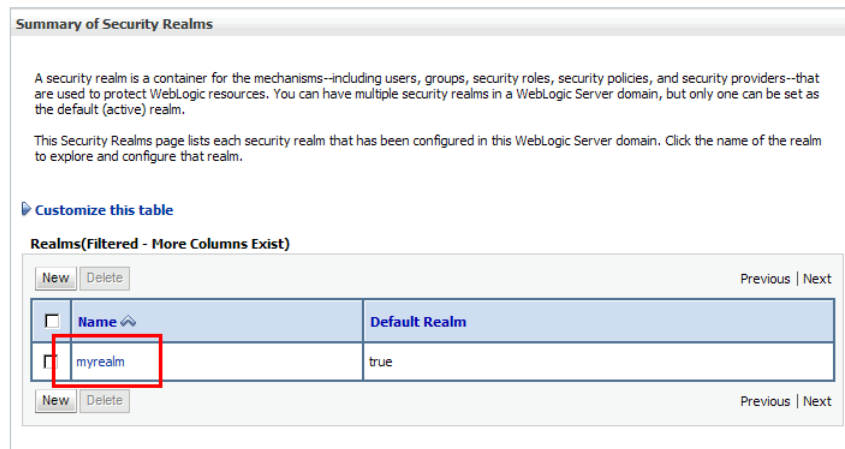 Summary of Security Realms
A security realm is a container for the mechanisms--including users, groups, security roles, security policies, and security providers--that
are used to protect WebLogic resources. You can have multiple security realms in a WebLogic Server domain, but only one can be set as
the default (active) realm.
This Security Realms page lists each security realm that has been configured in this WebLogic Server domain. Click the name of the realm
to explore and configure that realm.
Customize this table
Realms(Filtered - More Columns Exist)
New Delete Previous | Next
Name Default Realm
myrealm true
New Delete Previous | Next